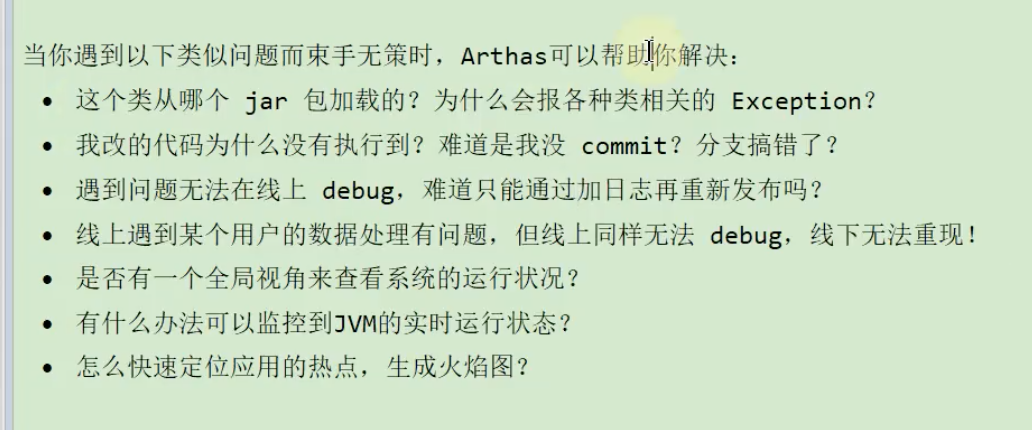 当你遇到以下类似问题而束手无策时，Arthas可以帮助你解决：
• 这个类从哪个 jar 包加载的？为什么会报各种类相关的 Exception？
• 我改的代码为什么没有执行到？难道是我没 commit？分支搞错了？
• 遇到问题无法在线上 debug，难道只能通过加日志再重新发布吗？
• 线上遇到某个用户的数据处理有问题，但线上同样无法 debug，线下无法重现！
• 是否有一个全局视角来查看系统的运行状况？
• 有什么办法可以监控到JVM的实时运行状态？
• 怎么快速定位应用的热点，生成火焰图？